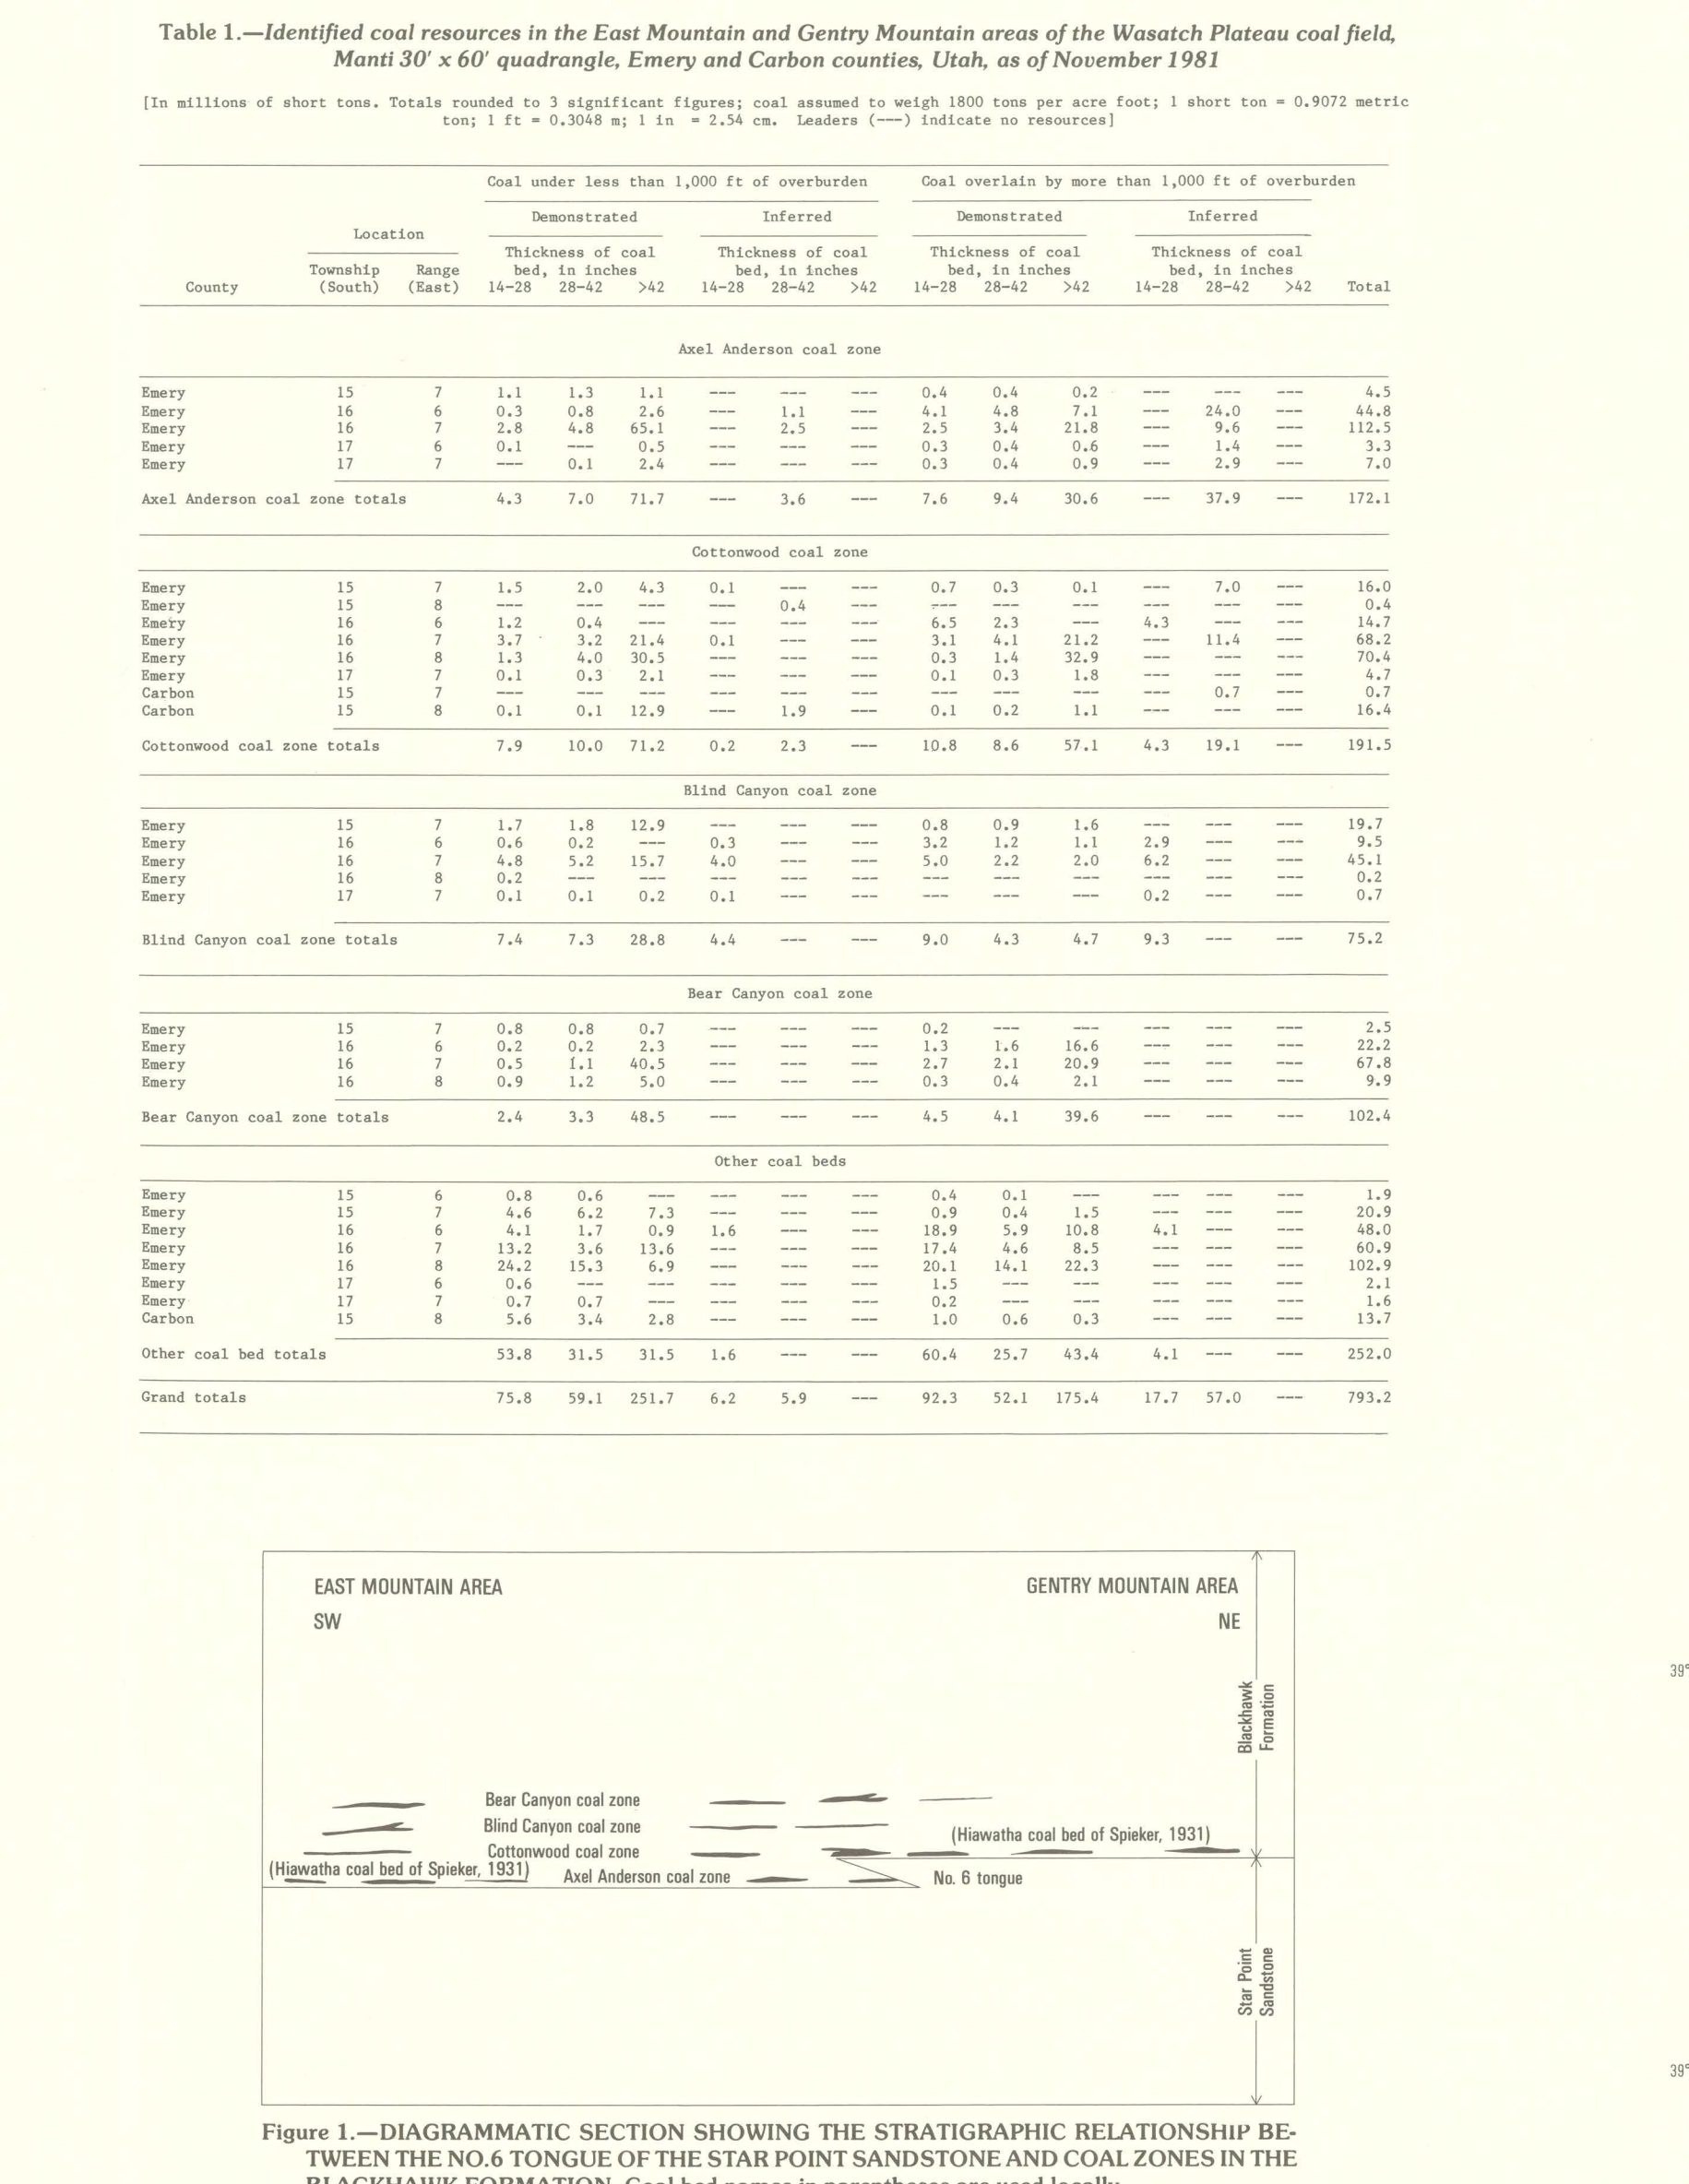 Table 1.—Identified coal resources in the East Mountain and Gentry Mountain areas of the Wasatch Plateau coal field,
Manti 30' x 60' quadrangle, Emery and Carbon counties, Utah, as of November 1981
[In millions of short tons. Totals rounded to 3 significant figures; coal assumed to weigh 1800 tons per acre foot; 1 short ton = 0.9072 metric
ton; 1 ft = 0.3048 m; 1 in = 2.54 cm. Leaders (---) indicate no resources]
Coal under less than 1,000 ft of overburden Coal overlain by more than 1,000 ft of overburden
Demonstrated Inferred Demonstrated Inferred
Location
Thickness of coal Thickness of coal Thickness of coal Thickness of coal
Township Range bed, in inches bed, in inches bed, in inches bed, in inches
County (South) (East) 14-28 28-42 >42 14-28 28-42 >42 14-28 28-42 >42 14-28 28-42 >42 Total
Axel Anderson coal zone
Emery 15 7 1.1 1.3 1.1 --- --- --- 0.4 0.4 0.2 --- --- --- 4.5
Emery 16 6 0.3 0.8 2.6 --- 1.1 --- 4.1 4.8 7.1 --- 24.0 --- 44.8
Emery 16 7 2.8 4.8 65.1 --- 2.5 --- 2.5 3.4 21.8 --- 9.6 --- 112.5
Emery 17 6 0.1 --- 0.5 --- --- --- 0.3 0.4 0.6 --- 1.4 --- 3.3
Emery 17 7 --- 0.1 2.4 --- --- --- 0.3 0.4 0.9 --- 2.9 --- 7.0
Axel Anderson coal zone totals 4.3 7.0 71.7 --- 3.6 --- 7.6 9.4 30.6 --- 37.9 --- 172.1
Cottonwood coal zone
Emery 15 7 1.5 2.0 4.3 0.1 --- --- 0.7 0.3 0.1 --- 7.0 --- 16.0
Emery 15 8 --- --- --- --- 0.4 --- --- --- --- --- --- --- 0.4
Emery 16 6 1.2 0.4 --- --- --- --- 6.5 2.3 --- 4.3 --- --- 14.7
Emery 16 7 3.7 3.2 21.4 0.1 --- --- 3.1 4.1 21.2 --- 11.4 --- 68.2
Emery 16 8 1.3 4.0 30.5 --- --- --- 0.3 1.4 32.9 --- --- --- 70.4
Emery 17 7 0.1 0.3 2.1 --- --- --- 0.1 0.3 1.8 --- --- --- 4.7
Carbon 15 7 --- --- --- --- --- --- --- --- --- --- 0.7 --- 0.7
Carbon 15 8 0.1 0.1 12.9 --- 1.9 --- 0.1 0.2 1.1 --- --- --- 16.4
Cottonwood coal zone totals 7.9 10.0 71.2 0.2 2.3 --- 10.8 8.6 57.1 4.3 19.1 --- 191.5
Blind Canyon coal zone
Emery 15 7 1.7 1.8 12.9 --- --- --- 0.8 0.9 1.6 --- --- --- 19.7
Emery 16 6 0.6 0.2 --- 0.3 --- --- 3.2 1.2 1.1 2.9 --- --- 9.5
Emery 16 7 4.8 5.2 15.7 4.0 --- --- 5.0 2.2 2.0 6.2 --- --- 45.1
Emery 16 8 0.2 --- --- --- --- --- --- --- --- --- --- --- 0.2
Emery 17 7 0.1 0.1 0.2 0.1 --- --- --- --- --- 0.2 --- --- 0.7
Blind Canyon coal zone totals 7.4 7.3 28.8 4.4 --- --- 9.0 4.3 4.7 9.3 --- --- 75.2
Bear Canyon coal zone
Emery 15 7 0.8 0.8 0.7 --- --- --- 0.2 --- --- --- --- --- 2.5
Emery 16 6 0.2 0.2 2.3 --- --- --- 1.3 1.6 16.6 --- --- --- 22.2
Emery 16 7 0.5 1.1 40.5 --- --- --- 2.7 2.1 20.9 --- --- --- 67.8
Emery 16 8 0.9 1.2 5.0 --- --- --- 0.3 0.4 2.1 --- --- --- 9.9
Bear Canyon coal zone totals 2.4 3.3 48.5 --- --- --- 4.5 4.1 39.6 --- --- --- 102.4
Other coal beds
Emery 15 6 0.8 0.6 --- --- --- --- 0.4 0.1 --- --- --- --- 1.9
Emery 15 7 4.6 6.2 7.3 --- --- --- 0.9 0.4 1.5 --- --- --- 20.9
Emery 16 6 4.1 1.7 0.9 1.6 --- --- 18.9 5.9 10.8 4.1 --- --- 48.0
Emery 16 7 13.2 3.6 13.6 --- --- --- 17.4 4.6 8.5 --- --- --- 60.9
Emery 16 8 24.2 15.3 6.9 --- --- --- 20.1 14.1 22.3 --- --- --- 102.9
Emery 17 6 0.6 --- --- --- --- --- 1.5 --- --- --- --- --- 2.1
Emery 17 7 0.7 0.7 --- --- --- --- 0.2 --- --- --- --- --- 1.6
Carbon 15 8 5.6 3.4 2.8 --- --- --- 1.0 0.6 0.3 --- --- --- 13.7
Other coal bed totals 53.8 31.5 31.5 1.6 --- --- 60.4 25.7 43.4 4.1 --- --- 252.0
Grand totals 75.8 59.1 251.7 6.2 5.9 --- 92.3 52.1 175.4 17.7 57.0 --- 793.2
EAST MOUNTAIN AREA GENTRY MOUNTAIN AREA
SW NE
39°
Blackhawk
Formation
Bear Canyon coal zone
Blind Canyon coal zone
(Hiawatha coal bed of Spieker, 1931)
Cottonwood coal zone
(Hiawatha coal bed of Spieker, 1931) Axel Anderson coal zone No. 6 tongue
Star Point
Sandstone
39°
Figure 1.—DIAGRAMMATIC SECTION SHOWING THE STRATIGRAPHIC RELATIONSHIP BE-
TWEEN THE NO.6 TONGUE OF THE STAR POINT SANDSTONE AND COAL ZONES IN THE
BLACKHAWK FORMATION. Coal bed names in parentheses are used locally